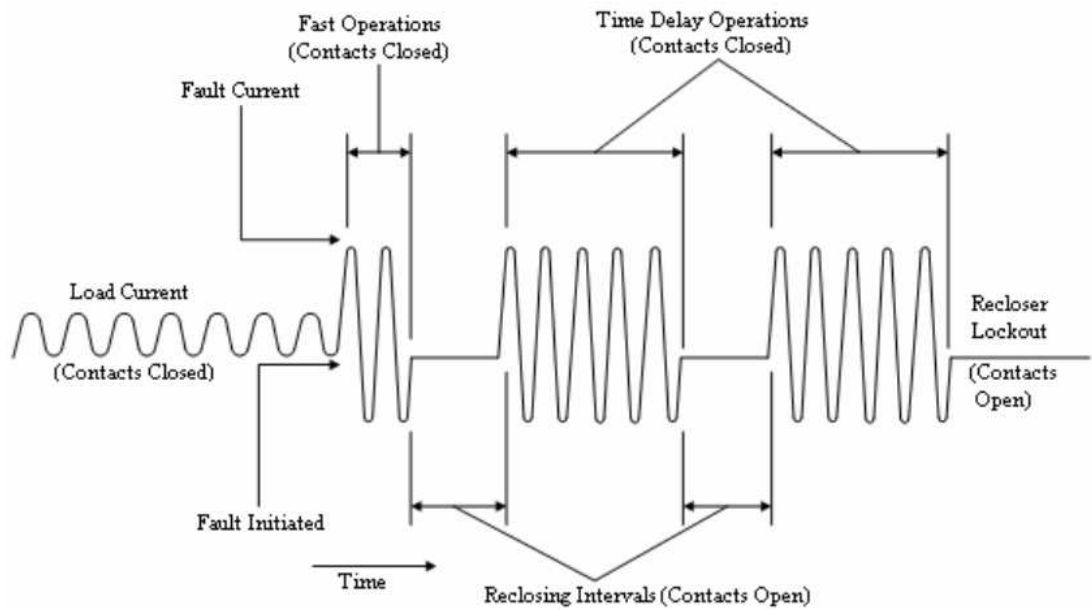 Fast Operations
(Contacts Closed)
Time Delay Operations
(Contacts Closed)
Fault Current
Load Current
(Contacts Closed)
Recloser
Lockout
(Contacts
Open)
Fault Initiated
Time
Reclosing Intervals (Contacts Open)